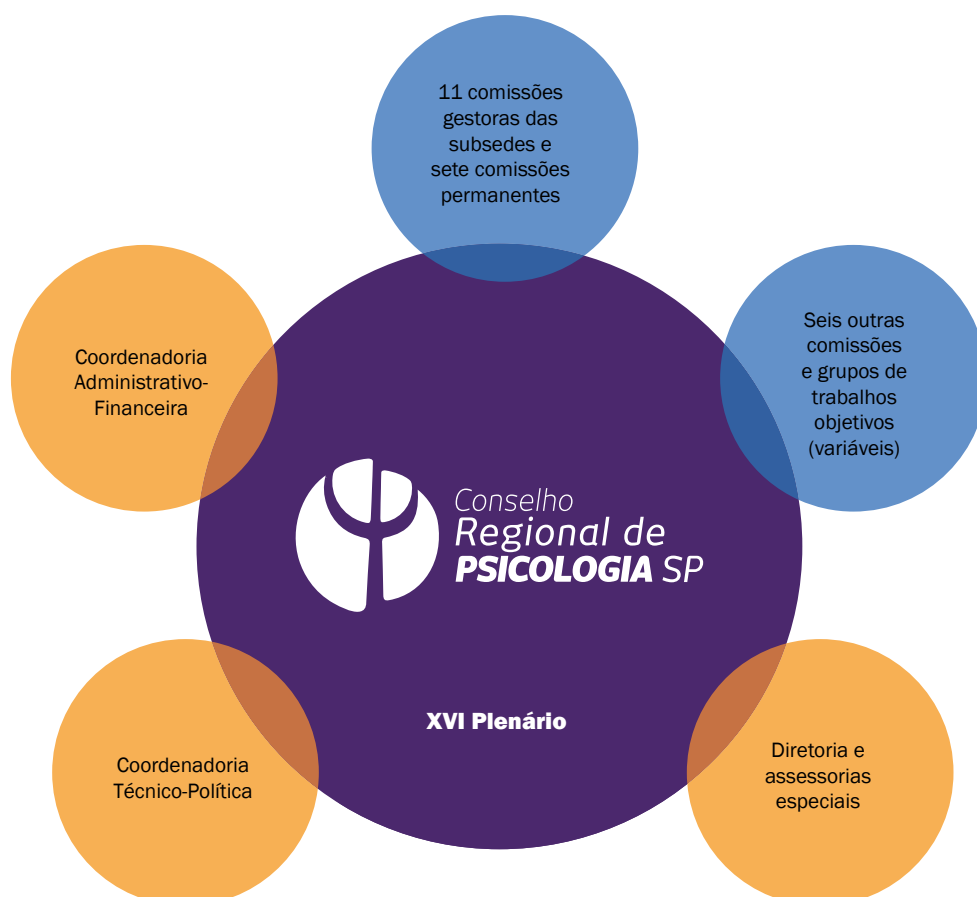 11 comissões
gestoras das
subsedes e
sete comissões
permanentes
Seis outras
comissões
e grupos de
trabalhos
objetivos
(variáveis)
Coordenadoria
Administrativo-
Financeira
Conselho
Regional de
PSICOLOGIA SP
XVI Plenário
Coordenadoria
Técnico-Política
Diretoria e
assessorias
especiais